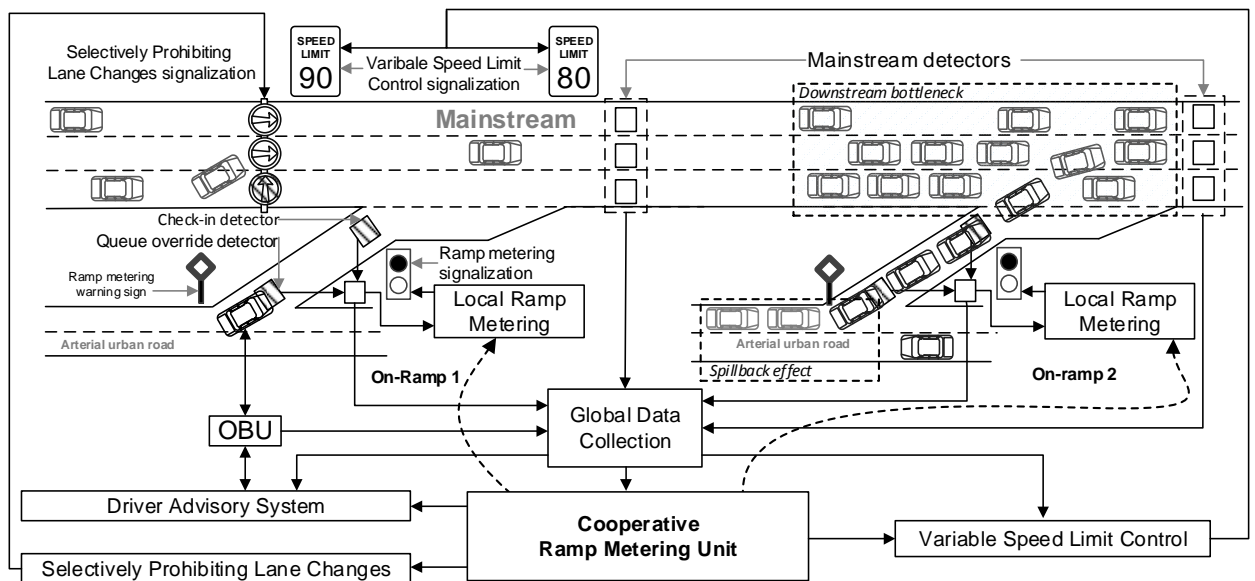 Selectively Prohibiting
Lane Changes signalization
SPEED
LIMIT
90
Varibale Speed Limit
Control signalization
SPEED
LIMIT
80
Mainstream detectors
Downstream bottleneck
Mainstream
Check-in detector
Queue override detector
Ramp metering
warning sign
Ramp metering
signalization
Local Ramp
Metering
Local Ramp
Metering
Arterial urban road
Arterial urban road
Spillback effect
On-Ramp 1
On-ramp 2
Global Data
Collection
OBU
Driver Advisory System
Cooperative
Ramp Metering Unit
Variable Speed Limit Control
Selectively Prohibiting Lane Changes